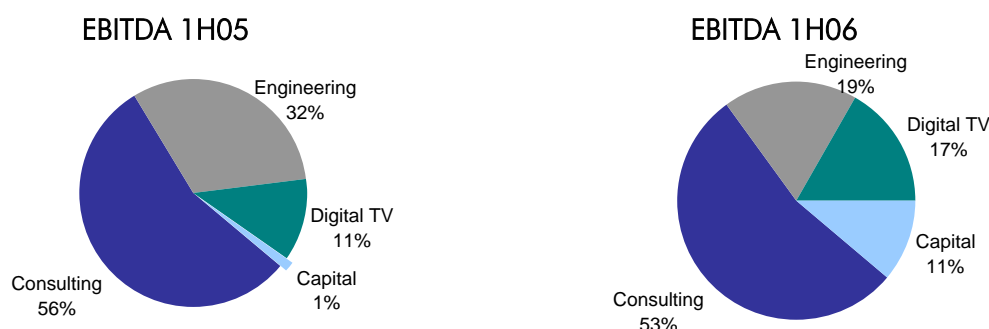 EBITDA 1H05
Engineering
32%
Digital TV
11%
Capital
1%
Consulting
56%
EBITDA 1H06
Engineering
19%
Digital TV
17%
Capital
11%
Consulting
53%